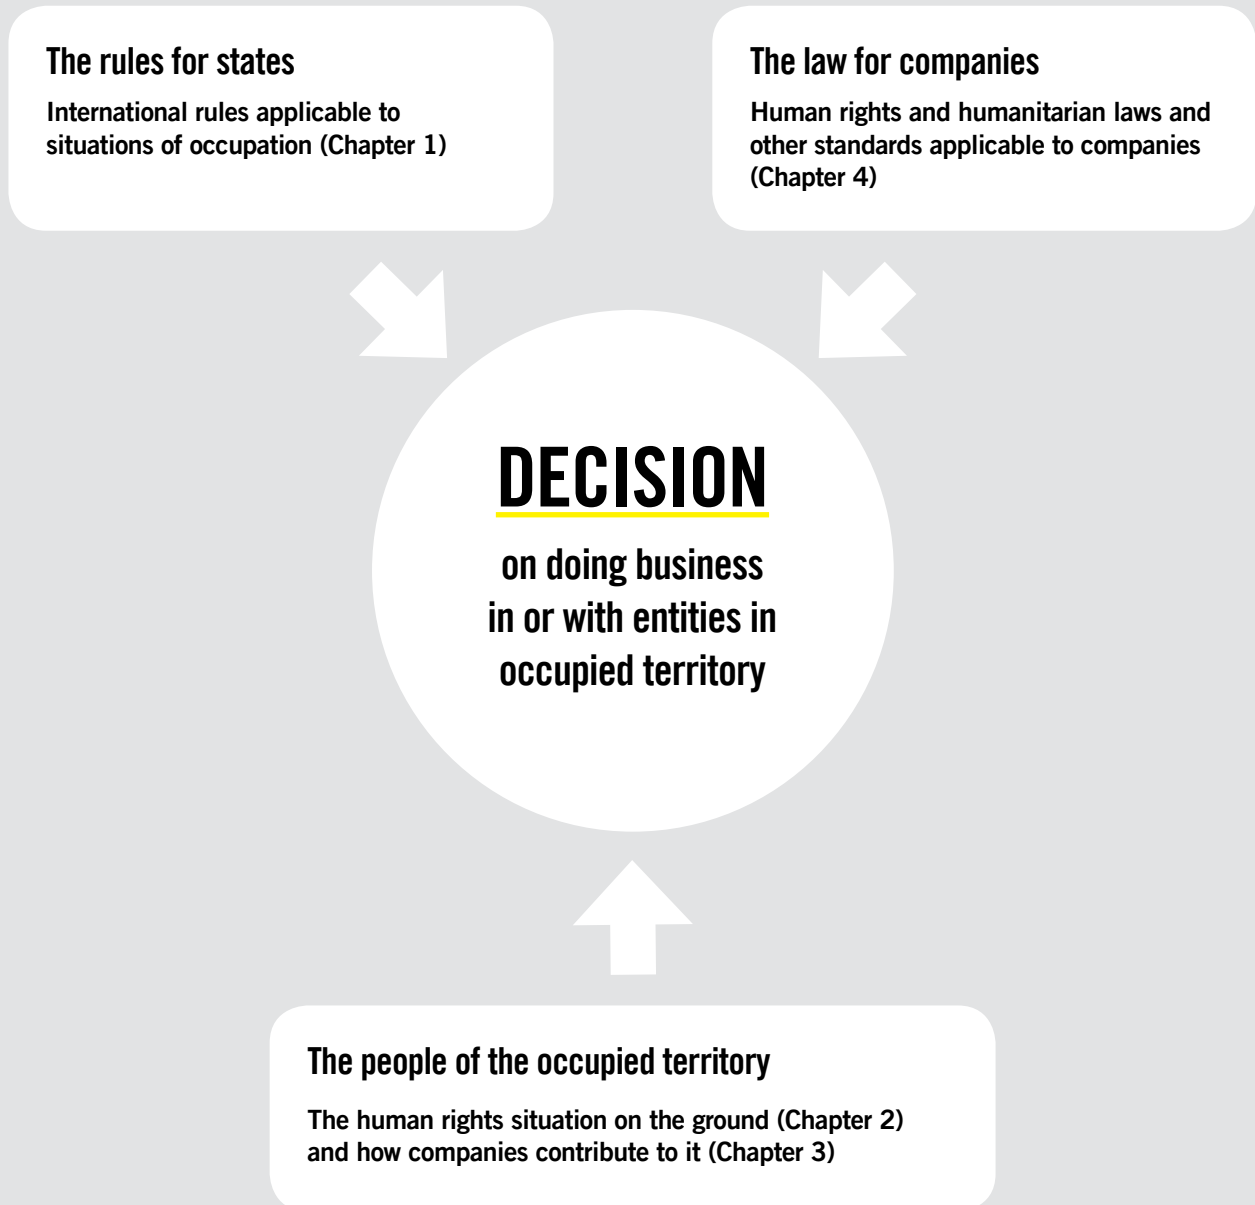 The rules for states
International rules applicable to
situations of occupation (Chapter 1)
The law for companies
Human rights and humanitarian laws and
other standards applicable to companies
(Chapter 4)
DECISION
on doing business
in or with entities in
occupied territory
The people of the occupied territory
The human rights situation on the ground (Chapter 2)
and how companies contribute to it (Chapter 3)